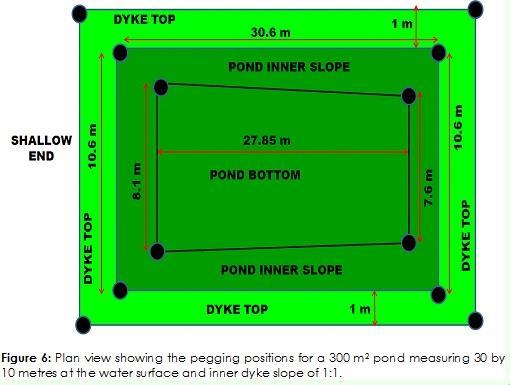 DYKE TOP
1 m
30.6 m
POND INNER SLOPE
SHALLOW
END
10.6 m
8.1 m
27.85 m
POND BOTTOM
7.6 m
10.6 m
DYKE TOP
DYKE TOP
POND INNER SLOPE
DYKE TOP
1 m
Figure 6: Plan view showing the pegging positions for a 300 m² pond measuring 30 by
10 metres at the water surface and inner dyke slope of 1:1.